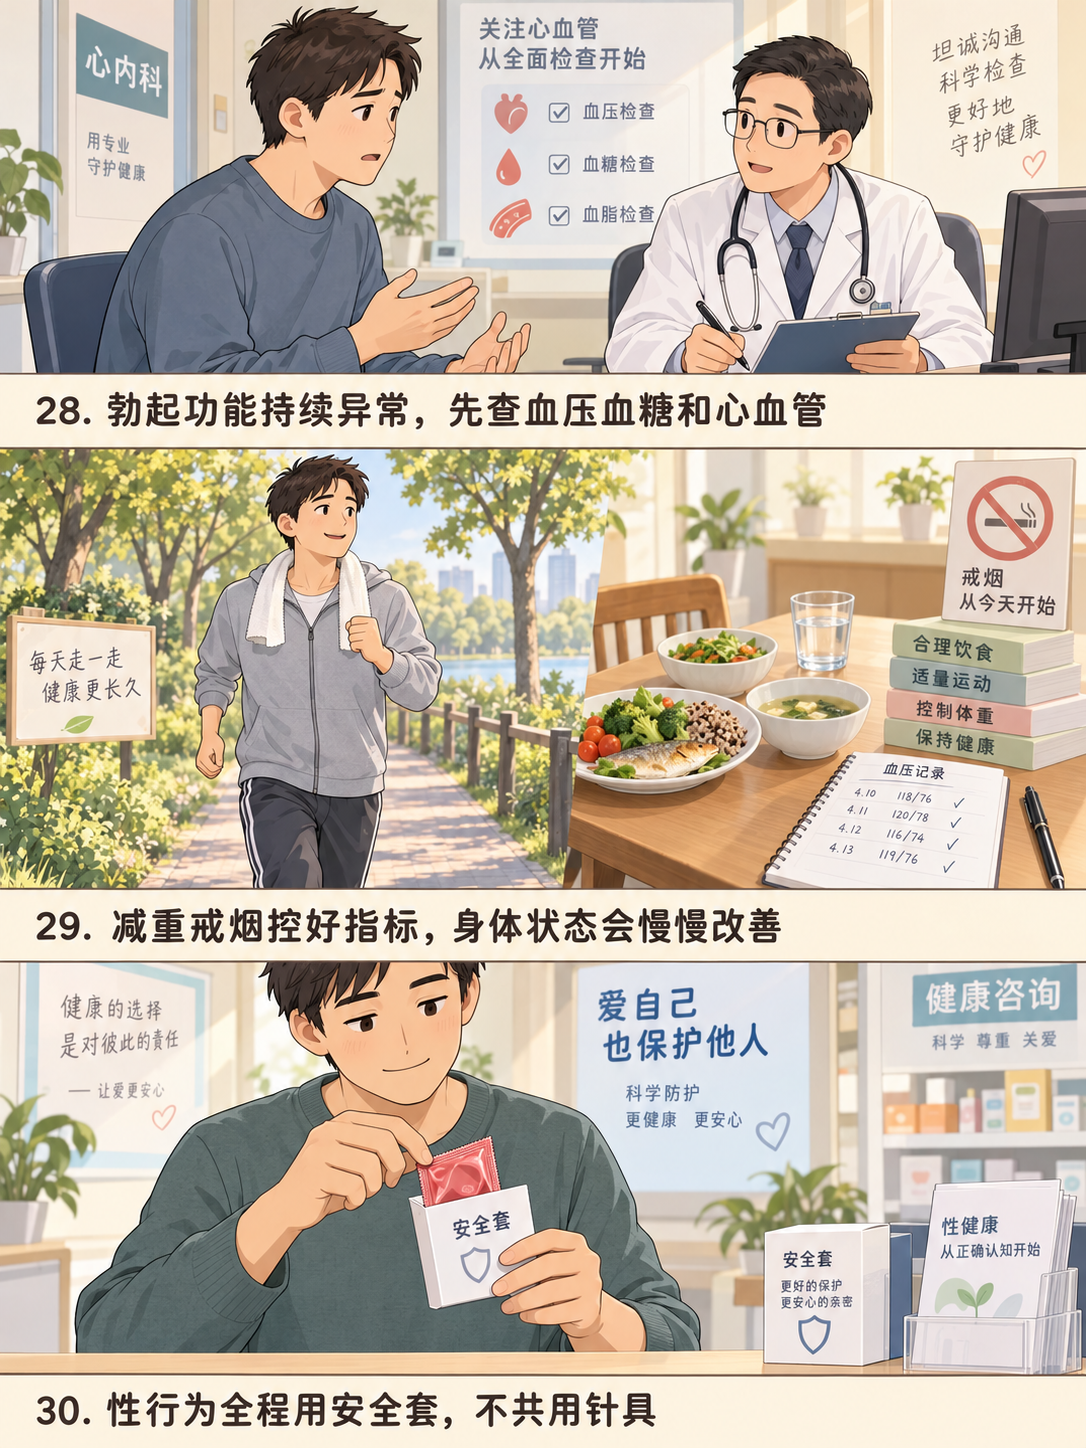 心内科
用专业
守护健康
关注心血管
从全面检查开始
血压检查
血糖检查
血脂检查
坦诚沟通
科学检查
更好地
守护健康
28. 勃起功能持续异常，先查血压血糖和心血管
每天走一走
健康更长久
戒烟
从今天开始
合理饮食
适量运动
控制体重
保持健康
血压记录
4.10 118/76 ✓
4.11 120/78 ✓
4.12 116/74 ✓
4.13 119/76 ✓
29. 减重戒烟控好指标，身体状态会慢慢改善
健康的选择
是对彼此的責任
—— 让爱更安心
爱自己
也保护他人
科学防护
更健康 更安心
健康咨询
科学 尊重 关爱
安全套
安全套
更好的保护
更安心的亲密
性健康
从正确认知开始
30. 性行为全程用安全套，不共用针具